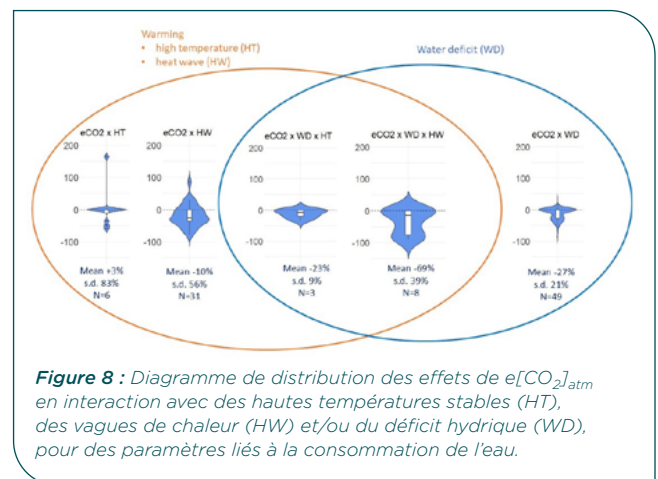 Warming
• high temperature (HT)
• heat wave (HW)
Water deficit (WD)
eCO2 x HT
eCO2 x HW
eCO2 x WD x HT
eCO2 x WD x HW
eCO2 x WD
200
100
0
-100
200
100
0
-100
200
100
0
-100
200
100
0
-100
200
100
0
-100
Mean +3%
s.d. 83%
N=6
Mean -10%
s.d. 56%
N=31
Mean -23%
s.d. 9%
N=3
Mean -69%
s.d. 39%
N=8
Mean -27%
s.d. 21%
N=49
Figure 8 : Diagramme de distribution des effets de e[CO2]atm
en interaction avec des hautes températures stables (HT),
des vagues de chaleur (HW) et/ou du déficit hydrique (WD),
pour des paramètres liés à la consommation de l'eau.